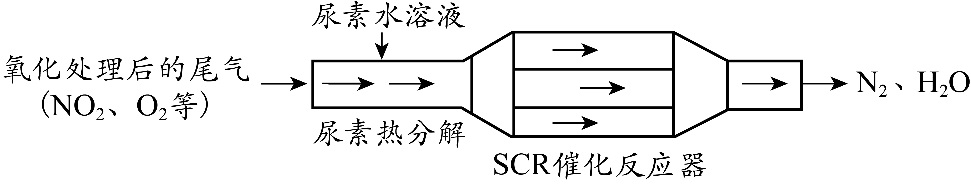 尿素水溶液
氧化处理后的尾气
(NO₂、O₂等)
N₂、H₂O
尿素热分解
SCR催化反应器